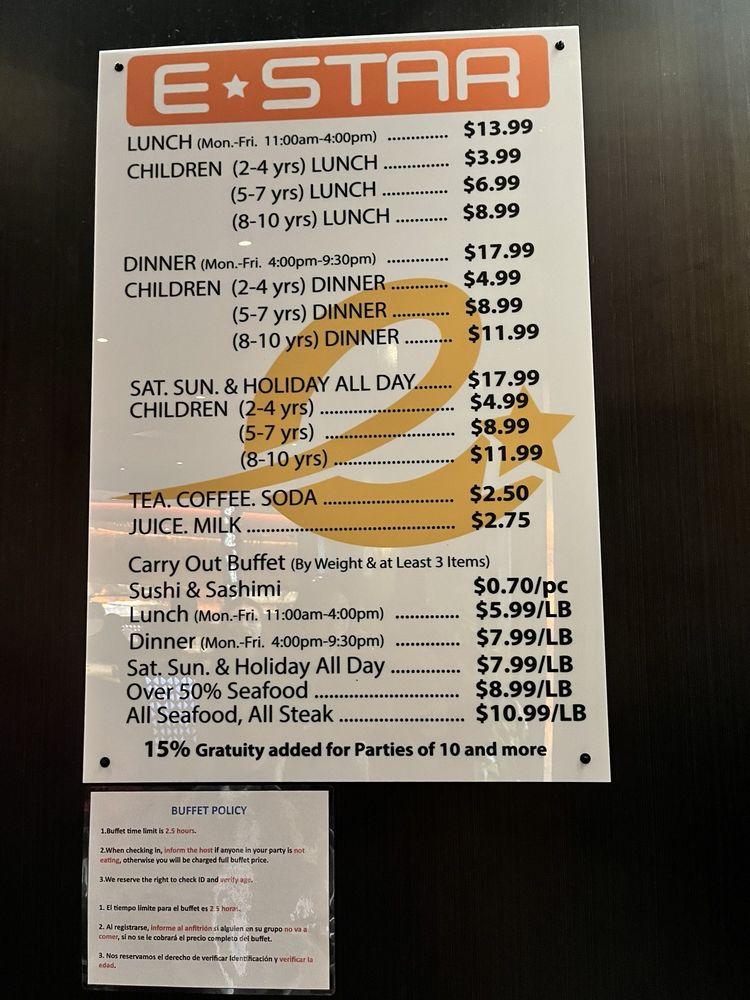 E★STAR
LUNCH (Mon.-Fri. 11:00am-4:00pm) ............. $13.99
CHILDREN (2-4 yrs) LUNCH .............. $3.99
(5-7 yrs) LUNCH .............. $6.99
(8-10 yrs) LUNCH ........... $8.99
DINNER (Mon.-Fri. 4:00pm-9:30pm) ............. $17.99
CHILDREN (2-4 yrs) DINNER ............ $4.99
(5-7 yrs) DINNER ............ $8.99
(8-10 yrs) DINNER .......... $11.99
SAT. SUN. & HOLIDAY ALL DAY........ $17.99
CHILDREN (2-4 yrs) ............................ $4.99
(5-7 yrs) ........................... $8.99
(8-10 yrs) ......................... $11.99
TEA. COFFEE. SODA ........................... $2.50
JUICE. MILK ........................................... $2.75
Carry Out Buffet (By Weight & at Least 3 Items)
Sushi & Sashimi $0.70/pc
Lunch (Mon.-Fri. 11:00am-4:00pm) ............. $5.99/LB
Dinner (Mon.-Fri. 4:00pm-9:30pm) ............. $7.99/LB
Sat. Sun. & Holiday All Day .............. $7.99/LB
Over 50% Seafood .............................. $8.99/LB
All Seafood, All Steak .......................... $10.99/LB
15% Gratuity added for Parties of 10 and more
BUFFET POLICY
1.Buffet time limit is 2.5 hours.
2.When checking in, inform the host if anyone in your party is not
eating, otherwise you will be charged full buffet price.
3.We reserve the right to check ID and verify age.
1. El tiempo límite para el buffet es 2.5 horas.
2. Al registrarse, informe al anfitrión si alguien en su grupo no va a
comer, si no se le cobrará el precio completo del buffet.
3. Nos reservamos el derecho de verificar Identificación y verificar la
edad.